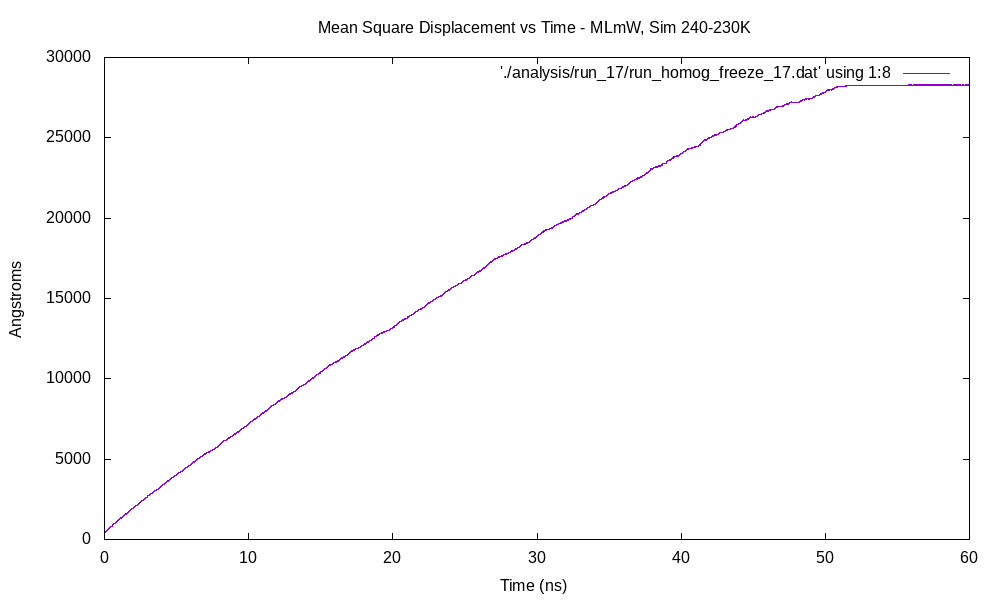 Mean Square Displacement vs Time - MLmW, Sim 240-230K
'./analysis/run_17/run_homog_freeze_17.dat' using 1:8
30000
25000
20000
15000
10000
5000
0
Angstroms
0 10 20 30 40 50 60
Time (ns)